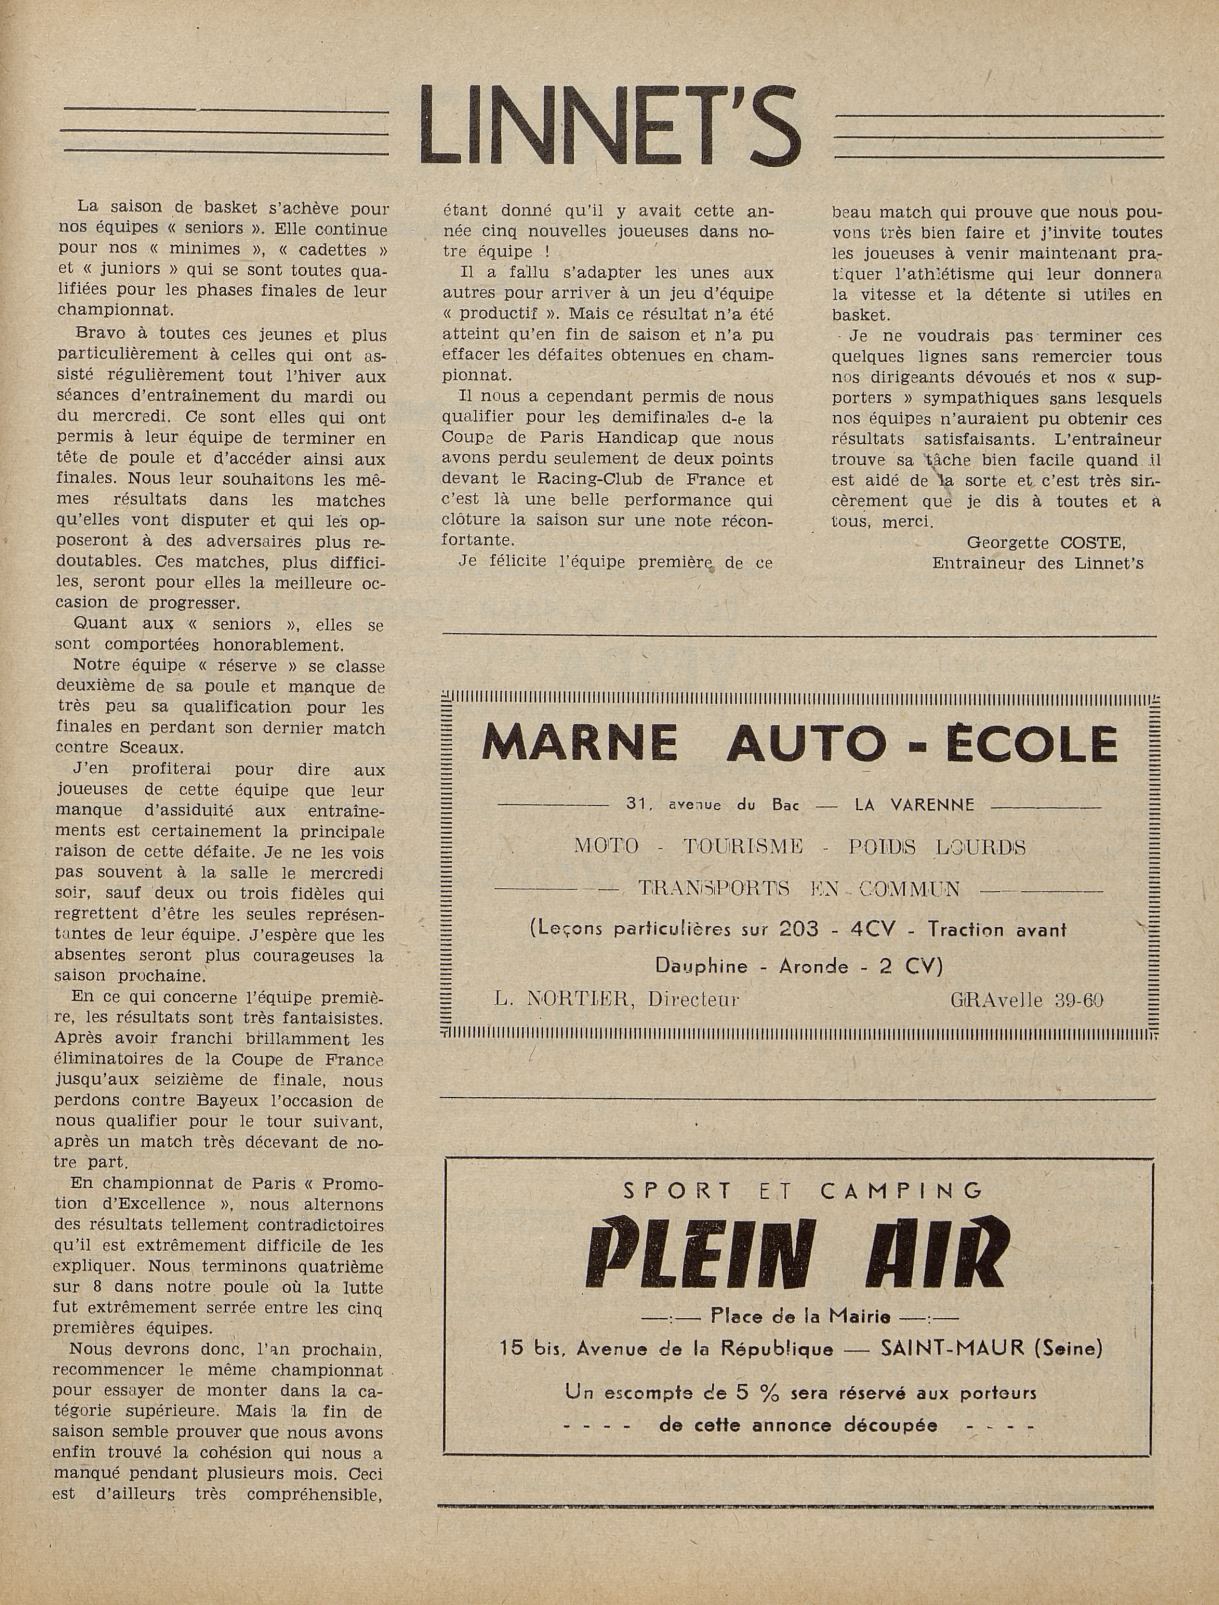 LINNET'S
La saison de basket s'achève pour
nos équipes « seniors ». Elle continue
pour nos « minimes », « cadettes »
et « juniors » qui se sont toutes qua-
lifiées pour les phases finales de leur
championnat.
Bravo à toutes ces jeunes et plus
particulièrement à celles qui ont as-
sisté régulièrement tout l'hiver aux
séances d'entraînement du mardi ou
du mercredi. Ce sont elles qui ont
permis à leur équipe de terminer en
tête de poule et d'accéder ainsi aux
finales. Nous leur souhaitons les mê-
mes résultats dans les matches
qu'elles vont disputer et qui les op-
poseront à des adversaires plus re-
doutables. Ces matches, plus diffici-
les, seront pour elles la meilleure oc-
casion de progresser.
Quant aux « seniors », elles se
sont comportées honorablement.
Notre équipe « réserve » se classe
deuxième de sa poule et manque de
très peu sa qualification pour les
finales en perdant son dernier match
contre Sceaux.
J'en profiterai pour dire aux
joueuses de cette équipe que leur
manque d'assiduité aux entraîne-
ments est certainement la principale
raison de cette défaite. Je ne les vois
pas souvent à la salle le mercredi
soir, sauf deux ou trois fidèles qui
regrettent d'être les seules représen-
tantes de leur équipe. J'espère que les
absentes seront plus courageuses la
saison prochaine.
En ce qui concerne l'équipe premiè-
re, les résultats sont très fantaisistes.
Après avoir franchi brillamment les
éliminatoires de la Coupe de France
jusqu'aux seizième de finale, nous
perdons contre Bayeux l'occasion de
nous qualifier pour le tour suivant,
après un match très décevant de no-
tre part.
En championnat de Paris « Promo-
tion d'Excellence », nous alternons
des résultats tellement contradictoires
qu'il est extrêmement difficile de les
expliquer. Nous terminons quatrième
sur 8 dans notre poule où la lutte
fut extrêmement serrée entre les cinq
premières équipes.
Nous devrons donc, l'an prochain,
recommencer le même championnat
pour essayer de monter dans la ca-
tégorie supérieure. Mais la fin de
saison semble prouver que nous avons
enfin trouvé la cohésion qui nous a
manqué pendant plusieurs mois. Ceci
est d'ailleurs très compréhensible,
étant donné qu'il y avait cette an-
née cinq nouvelles joueuses dans no-
tre équipe !
Il a fallu s'adapter les unes aux
autres pour arriver à un jeu d'équipe
« productif ». Mais ce résultat n'a été
atteint qu'en fin de saison et n'a pu
effacer les défaites obtenues en cham-
pionnat.
Il nous a cependant permis de nous
qualifier pour les demifinales d-e la
Coupe de Paris Handicap que nous
avons perdu seulement de deux points
devant le Racing-Club de France et
c'est là une belle performance qui
clôture la saison sur une note récon-
fortante.
Je félicite l'équipe première de ce
beau match qui prouve que nous pou-
vons très bien faire et j'invite toutes
les joueuses à venir maintenant pra-
tiquer l'athlétisme qui leur donnera
la vitesse et la détente si utiles en
basket.
Je ne voudrais pas terminer ces
quelques lignes sans remercier tous
nos dirigeants dévoués et nos « sup-
porters » sympathiques sans lesquels
nos équipes n'auraient pu obtenir ces
résultats satisfaisants. L'entraîneur
trouve sa tâche bien facile quand il
est aidé de la sorte et c'est très sin-
cèrement que je dis à toutes et à
tous, merci.
Georgette COSTE,
Entraîneur des Linnet's
MARNE AUTO - ÉCOLE
31, avenue du Bac — LA VARENNE
MOTO - TOURISME - POIDS LOURDS
TRANSPORTS EN COMMUN
(Leçons particulières sur 203 - 4CV - Traction avant
Dauphine - Aronde - 2 CV)
L. NORTIER, Directeur GRAvelle 39-60
SPORT ET CAMPING
PLEIN AIR
—:— Place de la Mairie —:—
15 bis, Avenue de la République — SAINT-MAUR (Seine)
Un escompte de 5 % sera réservé aux porteurs
- - - - de cette annonce découpée - - - -